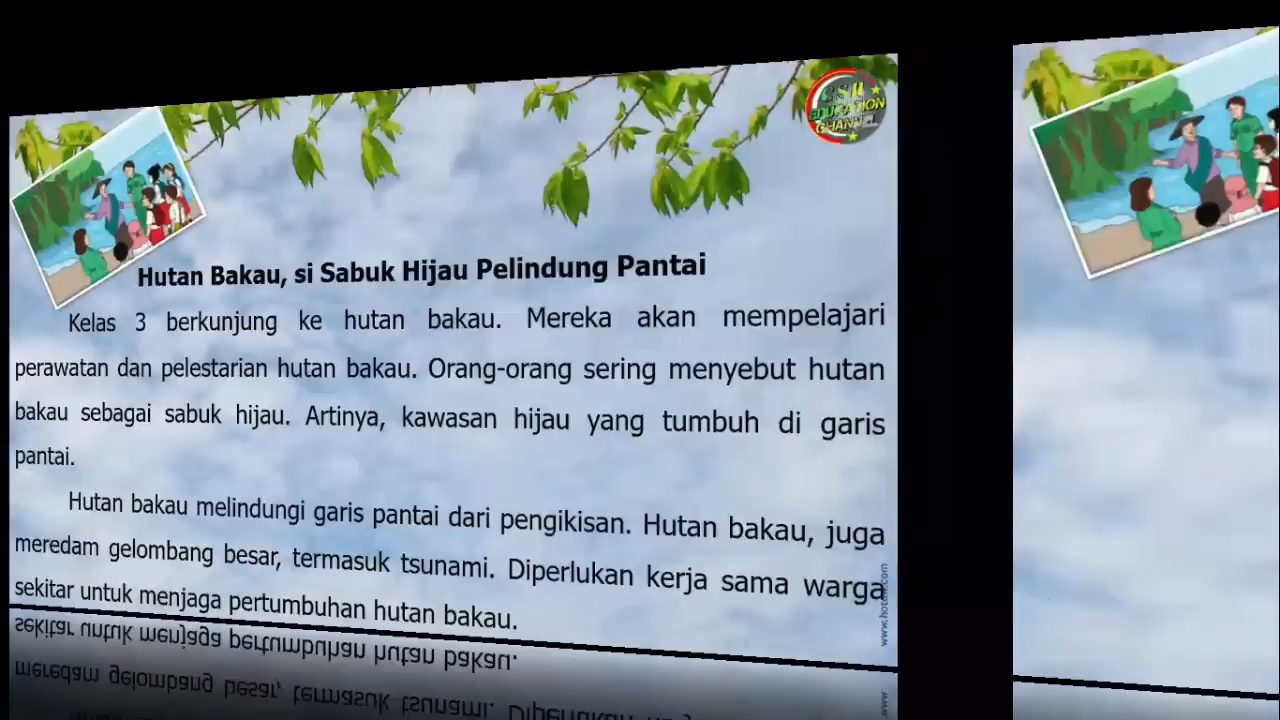 GSR
EDUCATION
CHANNEL
Hutan Bakau, si Sabuk Hijau Pelindung Pantai
Kelas 3 berkunjung ke hutan bakau. Mereka akan mempelajari
perawatan dan pelestarian hutan bakau. Orang-orang sering menyebut hutan
bakau sebagai sabuk hijau. Artinya, kawasan hijau yang tumbuh di garis
pantai.
Hutan bakau melindungi garis pantai dari pengikisan. Hutan bakau, juga
meredam gelombang besar, termasuk tsunami. Diperlukan kerja sama warga
sekitar untuk menjaga pertumbuhan hutan bakau.